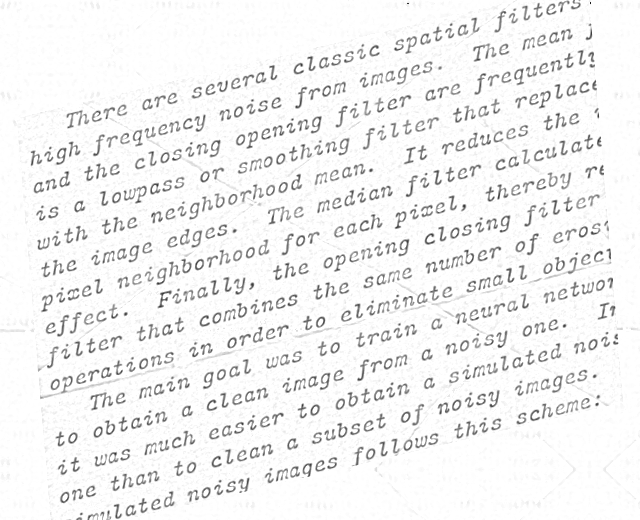 There are several classic spatial filters
high frequency noise from images. The mean
and the closing opening filter are frequently
is a lowpass or smoothing filter that replac
with the neighborhood mean. It reduces the
the image edges. The median filter calculate
pixel neighborhood for each pixel, thereby re
effect. Finally, the opening closing filter
filter that combines the same number of eros
operations in order to eliminate small object
The main goal was to train a neural networ
to obtain a clean image from a noisy one. In
it was much easier to obtain a simulated nois
one than to clean a subset of noisy images.
simulated noisy images follows this scheme: